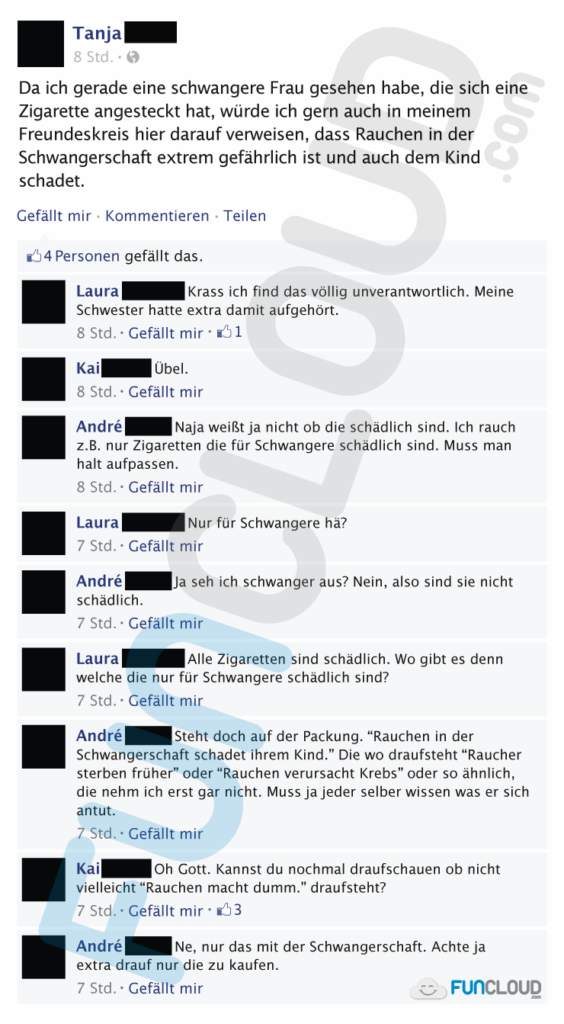 Tanja
8 Std. ·
Da ich gerade eine schwangere Frau gesehen habe, die sich eine
Zigarette angesteckt hat, würde ich gern auch in meinem
Freundeskreis hier darauf verweisen, dass Rauchen in der
Schwangerschaft extrem gefährlich ist und auch dem Kind
schadet.
Gefällt mir · Kommentieren · Teilen
4 Personen gefällt das.
Laura Krass ich find das völlig unverantwortlich. Meine
Schwester hatte extra damit aufgehört.
8 Std. · Gefällt mir · 1
Kai Übel.
8 Std. · Gefällt mir
André Naja weißt ja nicht ob die schädlich sind. Ich rauch
z.B. nur Zigaretten die für Schwangere schädlich sind. Muss man
halt aufpassen.
8 Std. · Gefällt mir
Laura Nur für Schwangere hä?
7 Std. · Gefällt mir
André Ja seh ich schwanger aus? Nein, also sind sie nicht
schädlich.
7 Std. · Gefällt mir
Laura Alle Zigaretten sind schädlich. Wo gibt es denn
welche die nur für Schwangere schädlich sind?
7 Std. · Gefällt mir
André Steht doch auf der Packung. “Rauchen in der
Schwangerschaft schadet ihrem Kind.” Die wo draufsteht “Raucher
sterben früher” oder “Rauchen verursacht Krebs” oder so ähnlich,
die nehm ich erst gar nicht. Muss ja jeder selber wissen was er sich
antut.
7 Std. · Gefällt mir
Kai Oh Gott. Kannst du nochmal draufschauen ob nicht
vielleicht “Rauchen macht dumm.” draufsteht?
7 Std. · Gefällt mir · 3
André Ne, nur das mit der Schwangerschaft. Achte ja
extra drauf nur die zu kaufen.
7 Std. · Gefällt mir
FUNCLOUD.com
FUNCLOUD.com